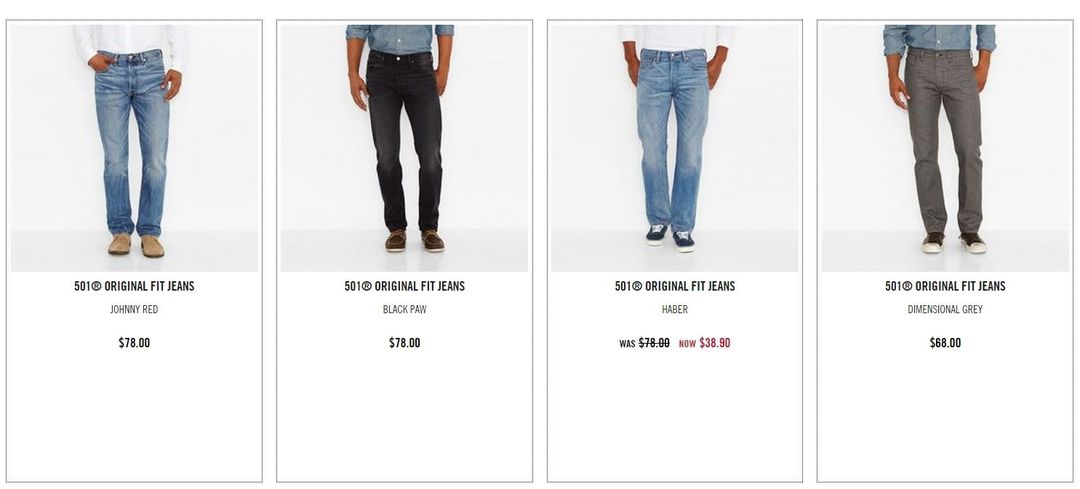 501® ORIGINAL FIT JEANS
JOHNNY RED
$78.00
501® ORIGINAL FIT JEANS
BLACK PAW
$78.00
501® ORIGINAL FIT JEANS
HABER
WAS $78.00 NOW $38.90
501® ORIGINAL FIT JEANS
DIMENSIONAL GREY
$68.00